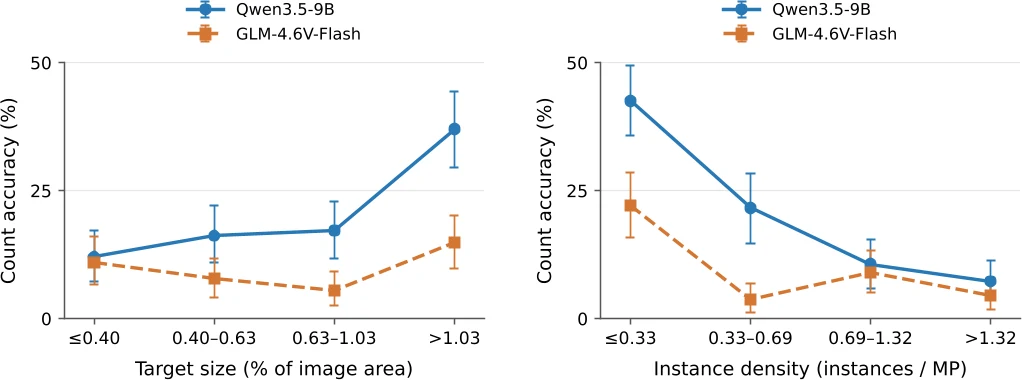 Qwen3.5-9B
GLM-4.6V-Flash
50
25
0
Count accuracy (%)
≤0.40
0.40–0.63
0.63–1.03
>1.03
Target size (% of image area)
Qwen3.5-9B
GLM-4.6V-Flash
50
25
0
Count accuracy (%)
≤0.33
0.33–0.69
0.69–1.32
>1.32
Instance density (instances / MP)